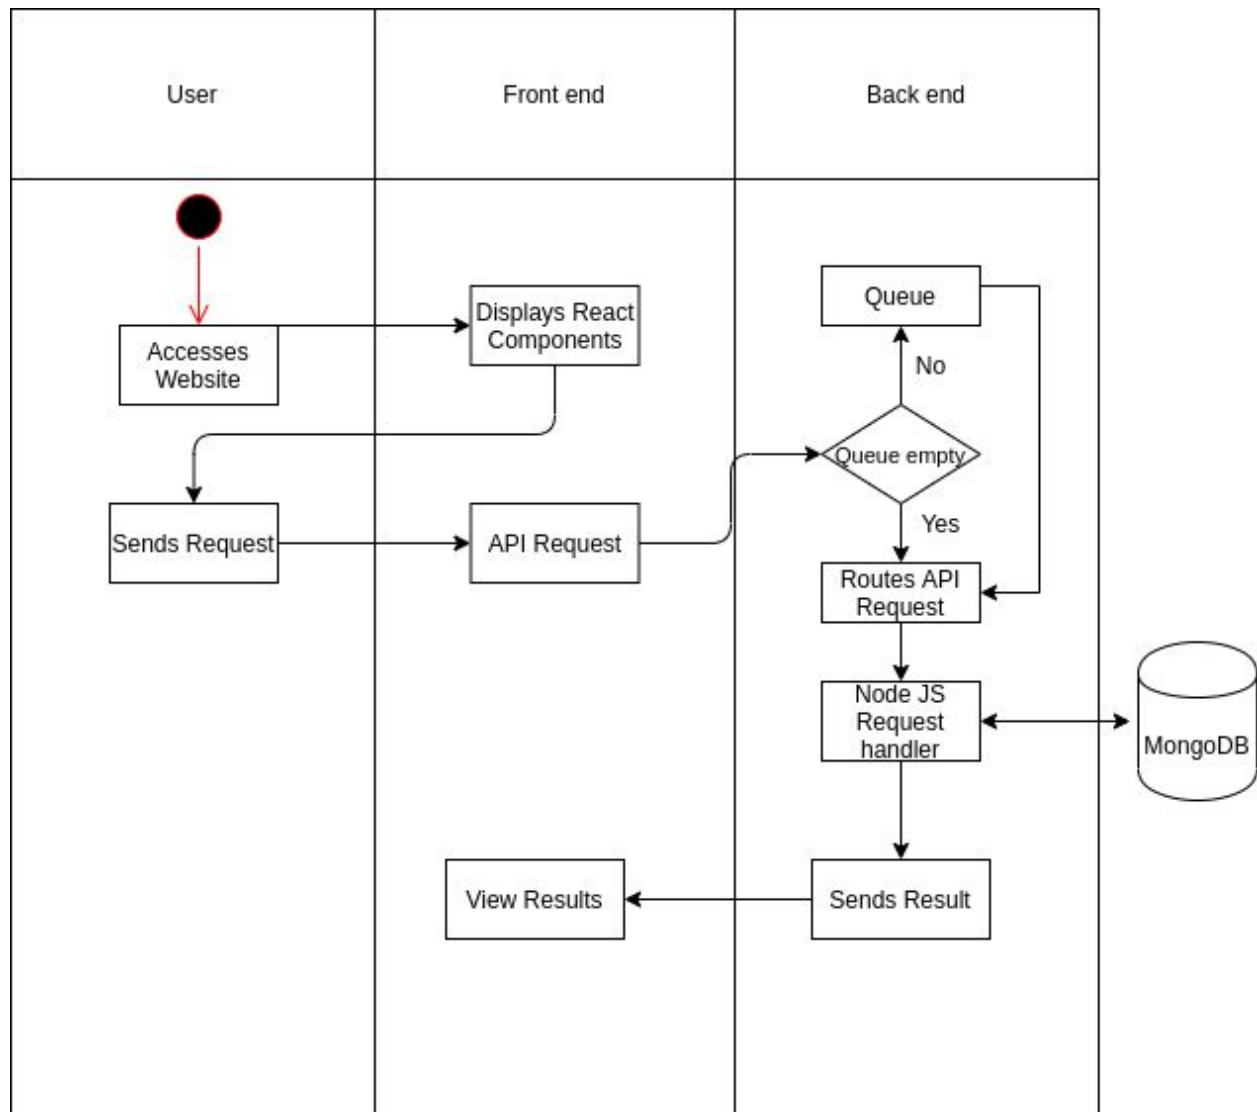 User
Front end
Back end
Accesses
Website
Displays React
Components
Queue
No
Queue empty
Yes
Sends Request
API Request
Routes API
Request
Node JS
Request
handler
MongoDB
View Results
Sends Result